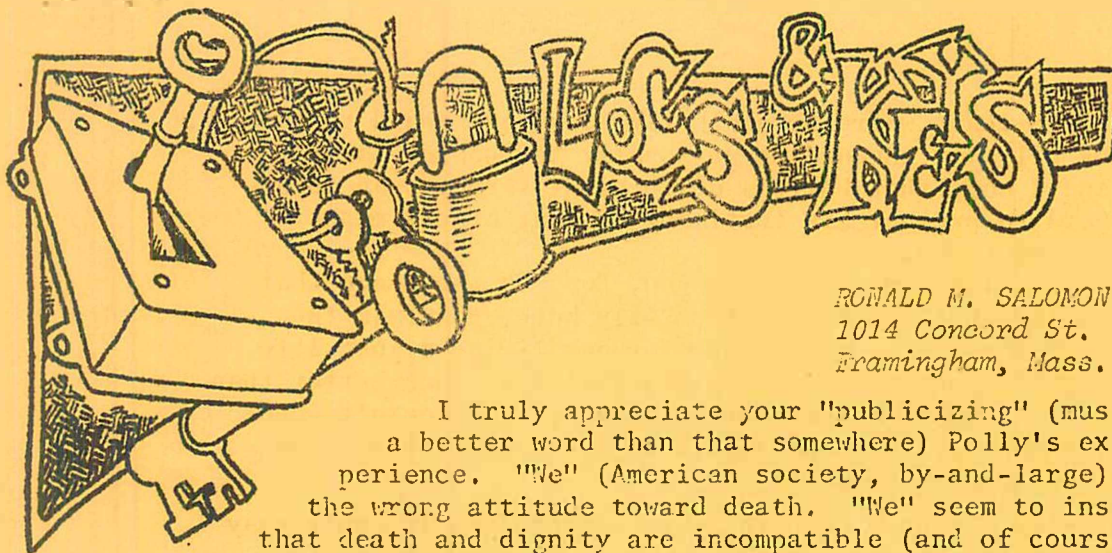 LOCS & KEYS
RONALD M. SALOMON
1014 Concord St.
Framingham, Mass.
I truly appreciate your "publicizing" (mus
a better word than that somewhere) Polly's ex
perience. "We" (American society, by-and-large)
the wrong attitude toward death. "We" seem to ins
that death and dignity are incompatible (and of cours